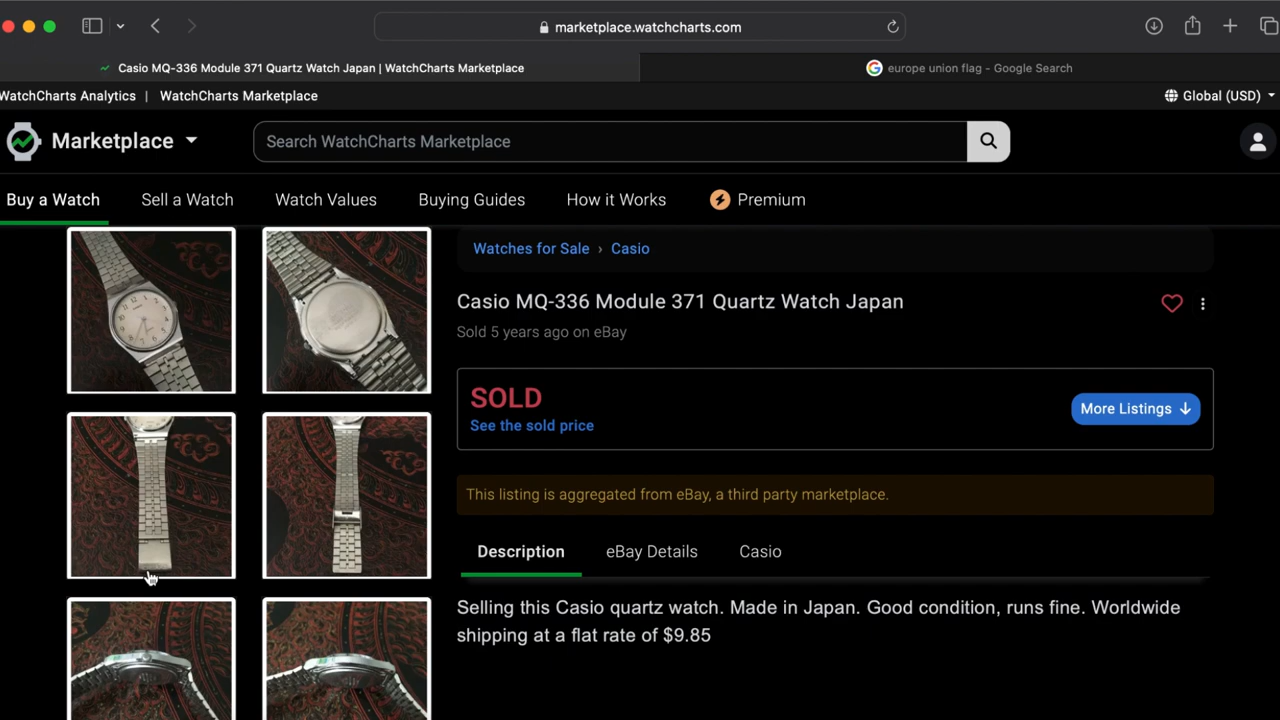 marketplace.watchcharts.com
Casio MQ-336 Module 371 Quartz Watch Japan | WatchCharts Marketplace
europe union flag - Google Search
WatchCharts Analytics | WatchCharts Marketplace
Global (USD)
Marketplace
Search WatchCharts Marketplace
Buy a Watch
Sell a Watch
Watch Values
Buying Guides
How it Works
Premium
Watches for Sale › Casio
Casio MQ-336 Module 371 Quartz Watch Japan
Sold 5 years ago on eBay
SOLD
See the sold price
More Listings
This listing is aggregated from eBay, a third party marketplace.
Description
eBay Details
Casio
Selling this Casio quartz watch. Made in Japan. Good condition, runs fine. Worldwide
shipping at a flat rate of $9.85